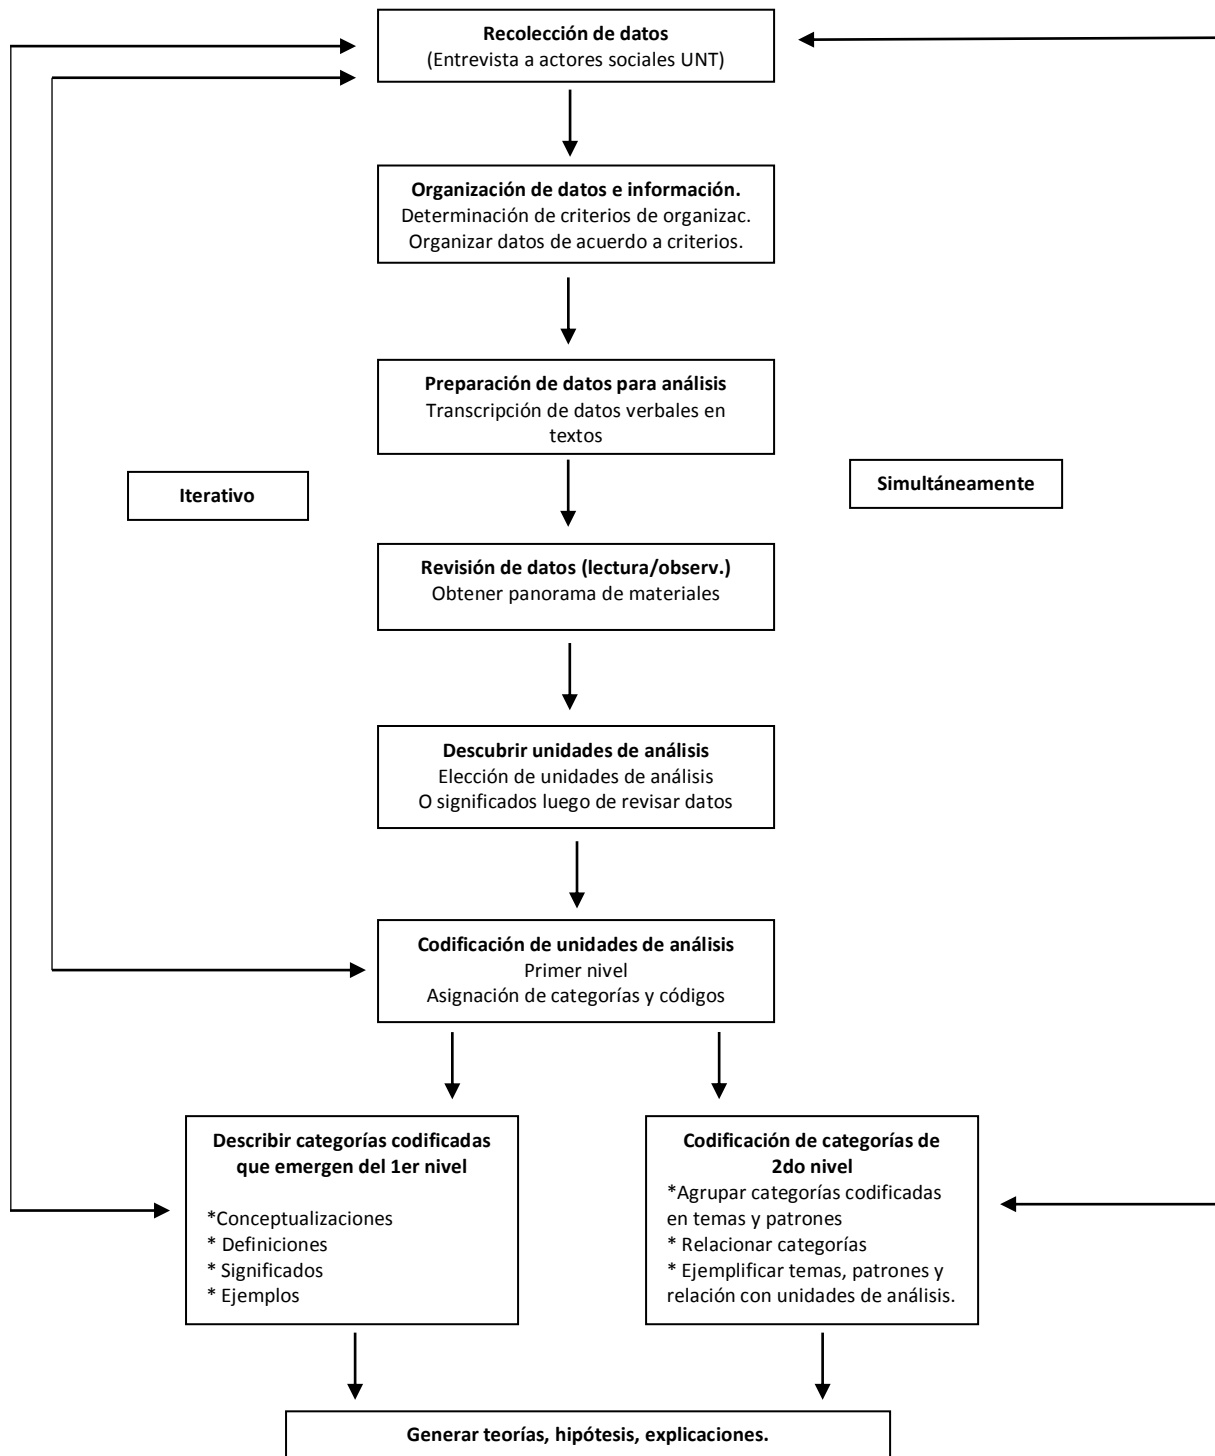 Recolección de datos
(Entrevista a actores sociales UNT)
Organización de datos e información.
Determinación de criterios de organizac.
Organizar datos de acuerdo a criterios.
Preparación de datos para análisis
Transcripción de datos verbales en
textos
Iterativo
Simultáneamente
Revisión de datos (lectura/observ.)
Obtener panorama de materiales
Descubrir unidades de análisis
Elección de unidades de análisis
O significados luego de revisar datos
Codificación de unidades de análisis
Primer nivel
Asignación de categorías y códigos
Describir categorías codificadas
que emergen del 1er nivel
*Conceptualizaciones
* Definiciones
* Significados
* Ejemplos
Codificación de categorías de
2do nivel
*Agrupar categorías codificadas
en temas y patrones
* Relacionar categorías
* Ejemplificar temas, patrones y
relación con unidades de análisis.
Generar teorías, hipótesis, explicaciones.